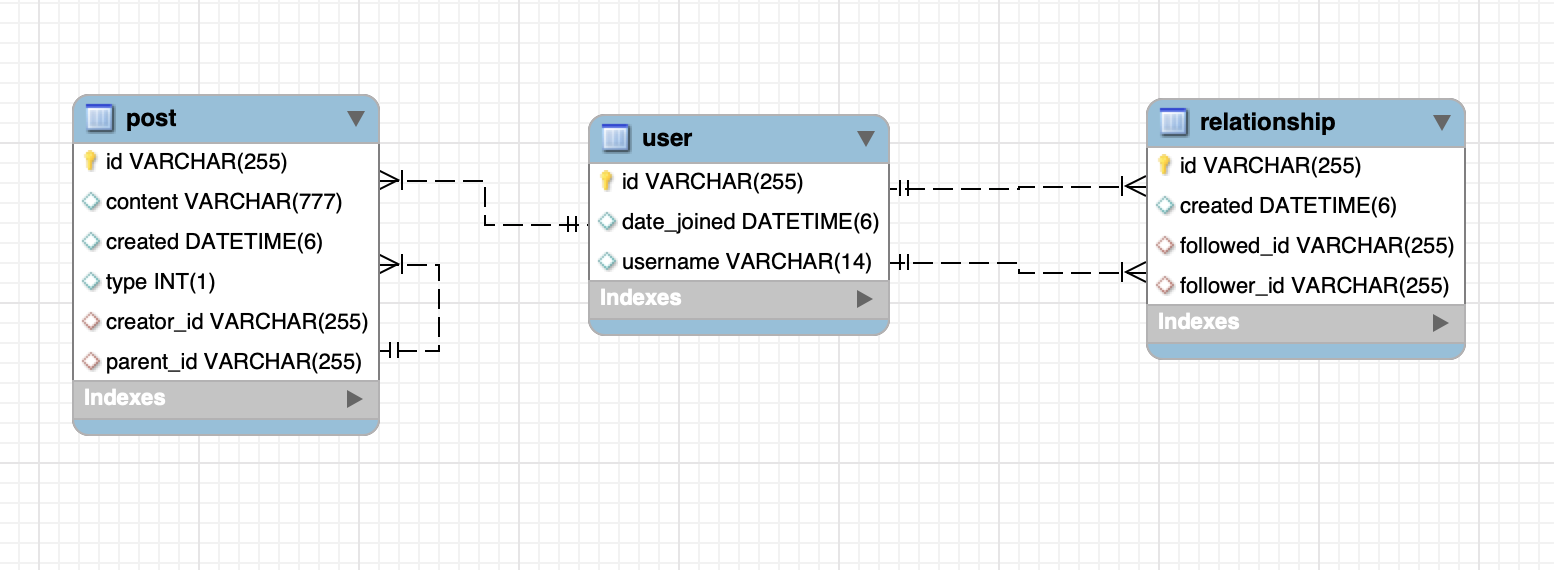 post
id VARCHAR(255)
content VARCHAR(777)
created DATETIME(6)
type INT(1)
creator_id VARCHAR(255)
parent_id VARCHAR(255)
Indexes
user
id VARCHAR(255)
date_joined DATETIME(6)
username VARCHAR(14)
Indexes
relationship
id VARCHAR(255)
created DATETIME(6)
followed_id VARCHAR(255)
follower_id VARCHAR(255)
Indexes